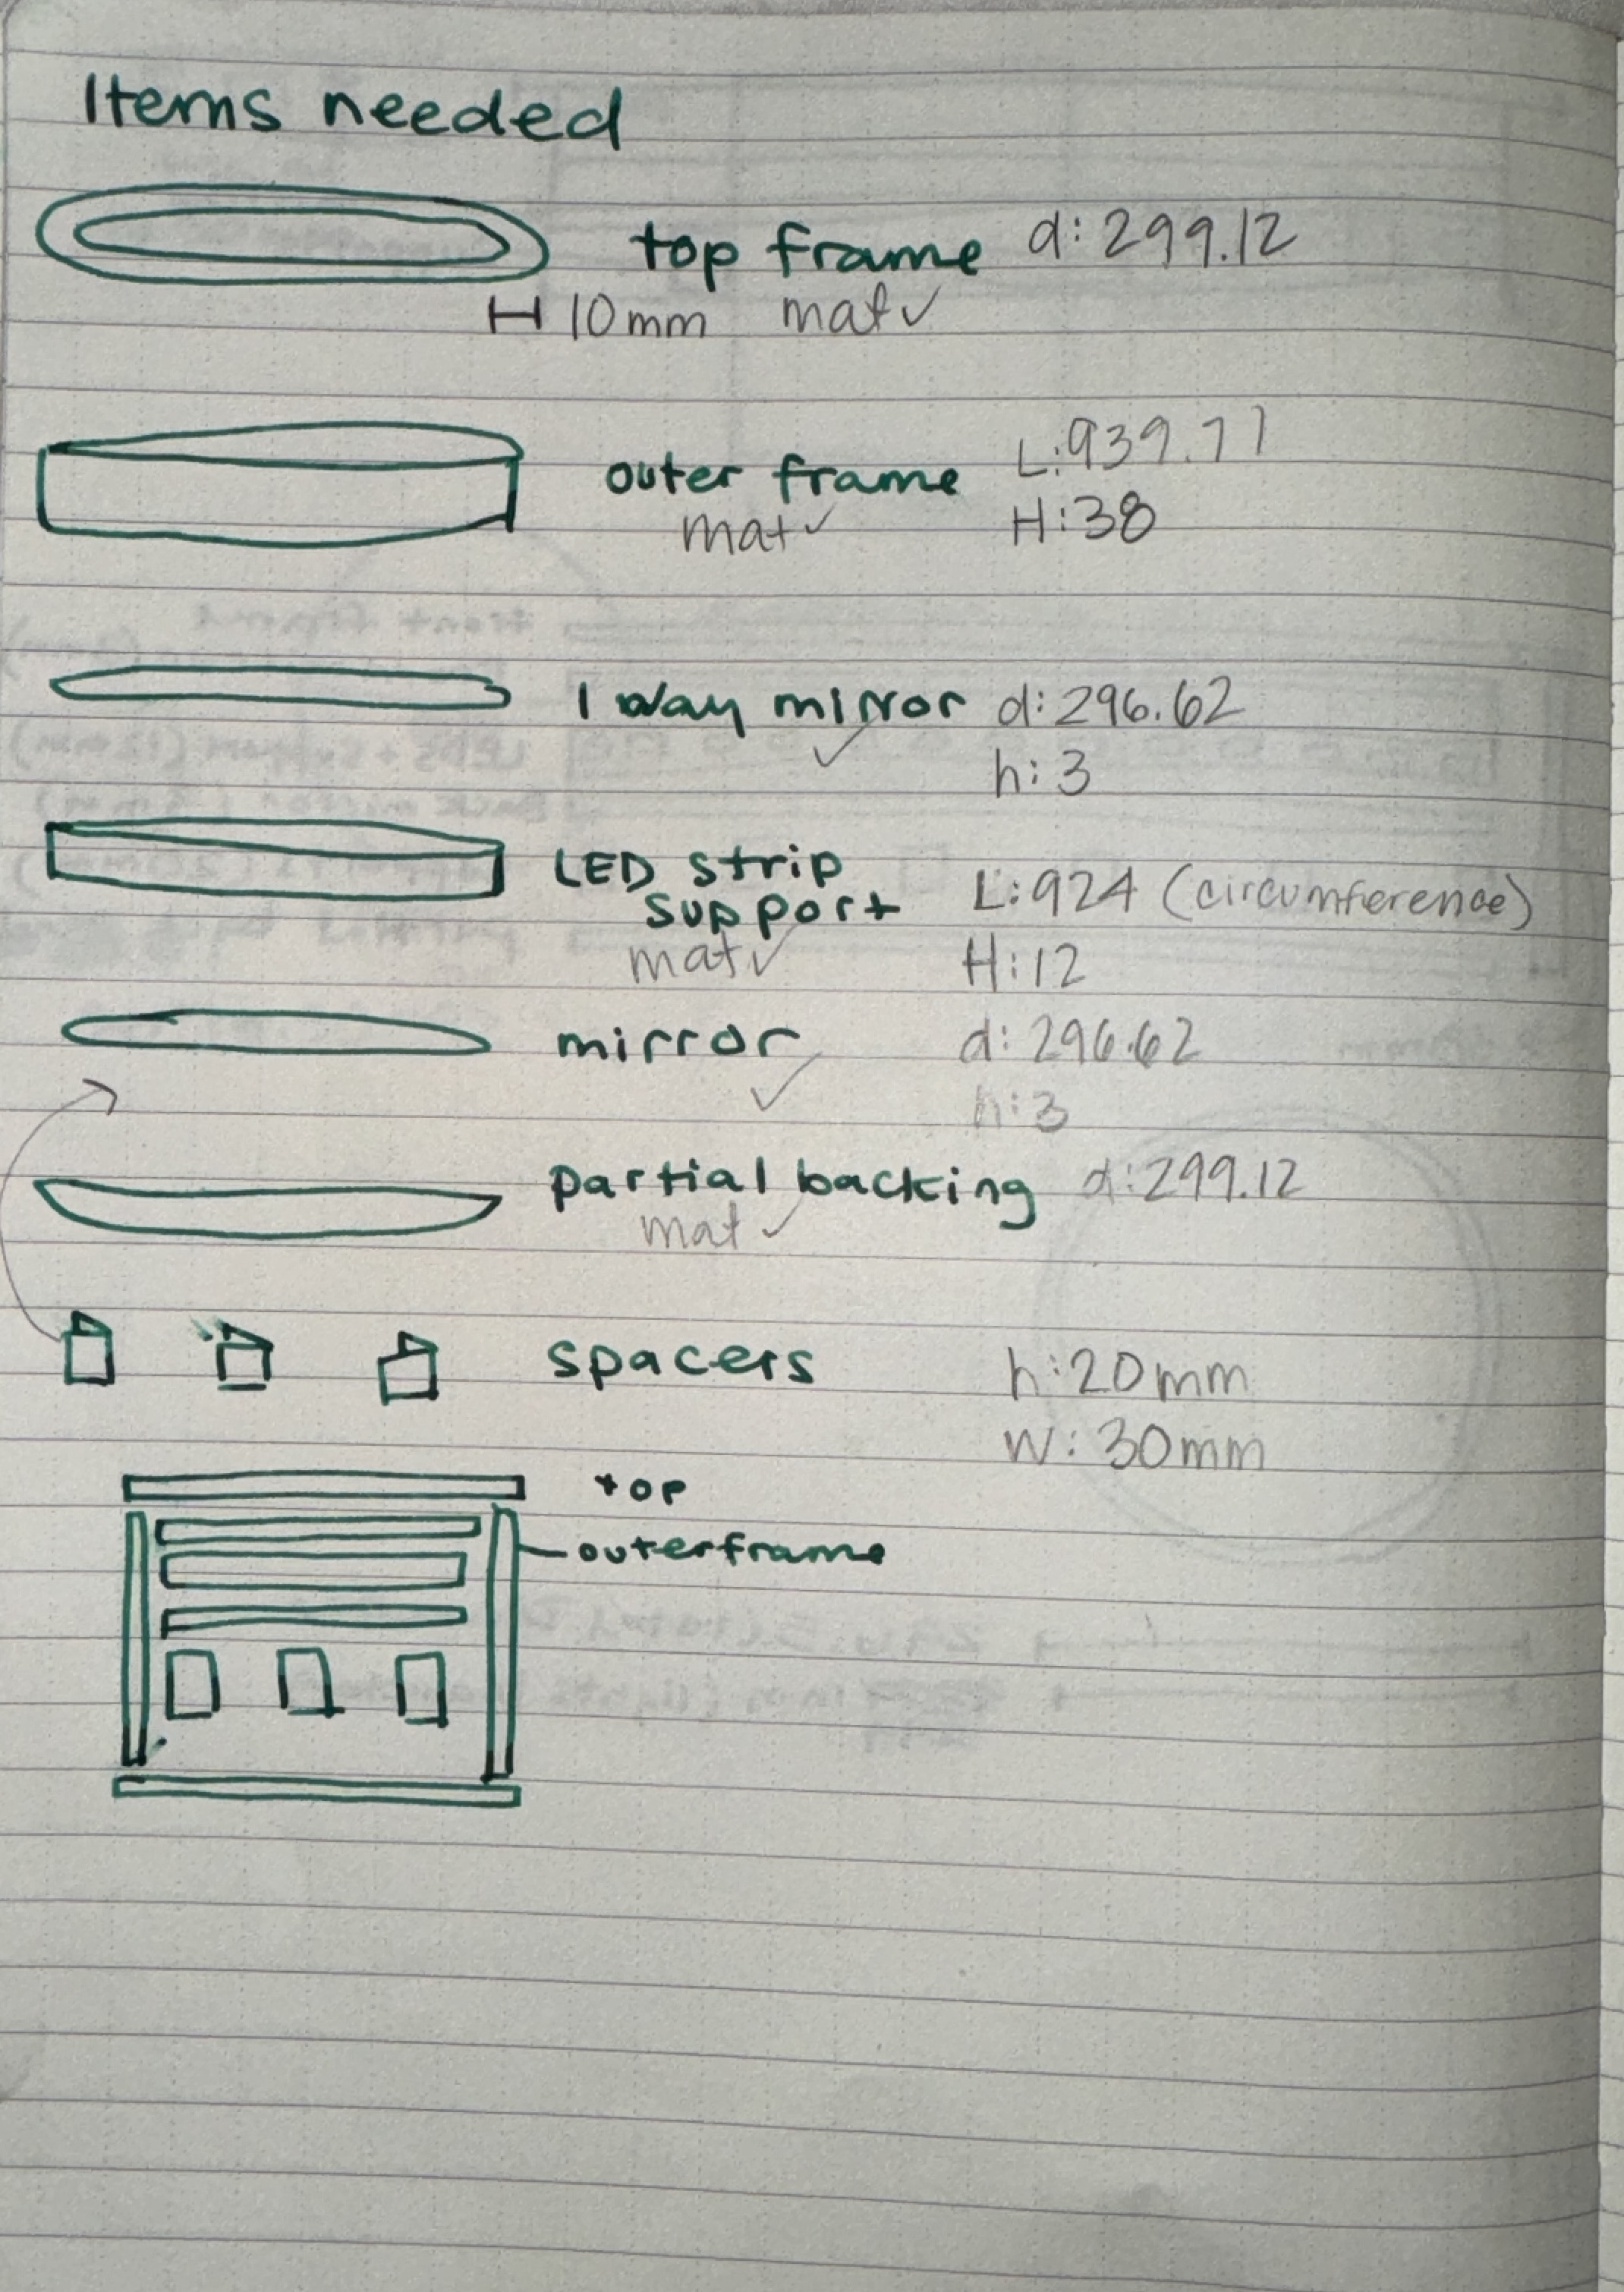 Items needed
top frame d: 299.12
H 10mm mat✓
outer frame L: 939.71
mat✓ H: 38
1 way mirror d: 296.62
✓ h: 3
LED strip
support L: 924 (circumference)
mat✓ H: 12
mirror d: 296.62
✓ h: 3
partial backing d: 299.12
mat ✓
spacers h: 20mm
W: 30mm
top
outerframe